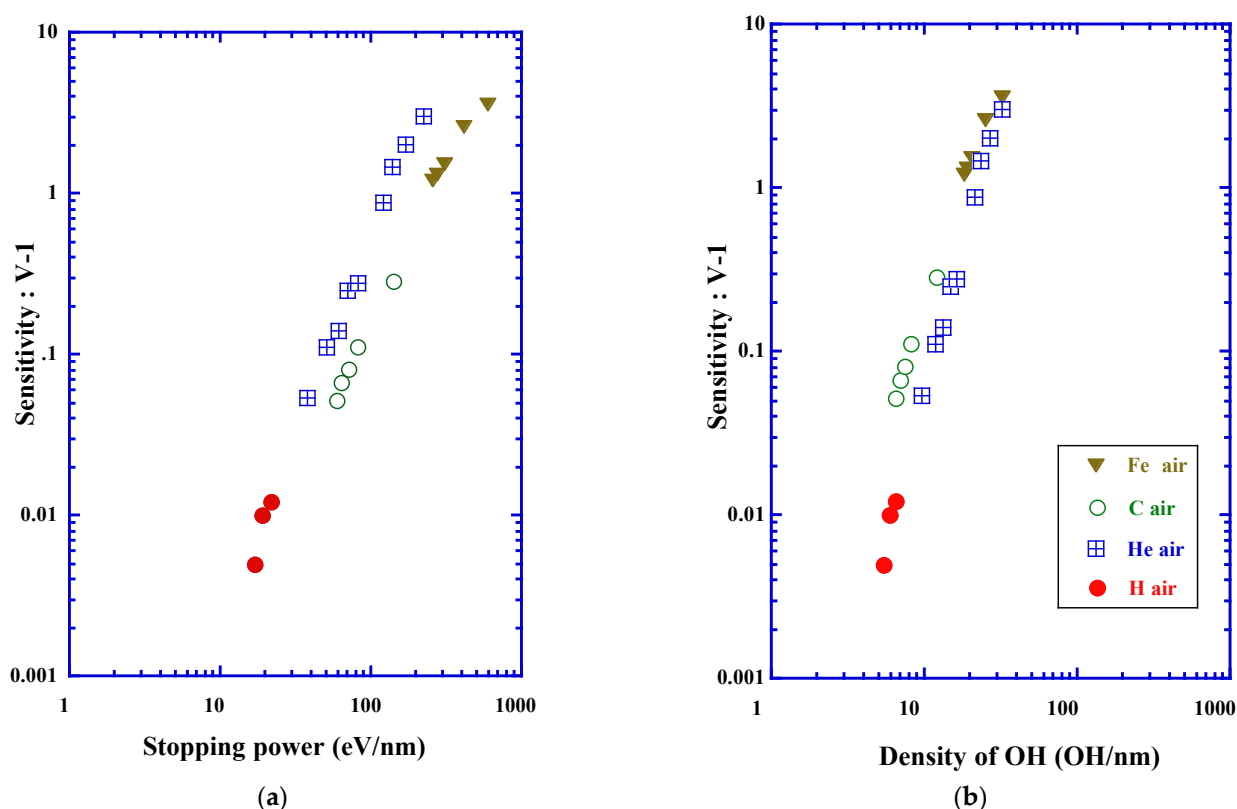 10
1
0.1
0.01
0.001
Sensitivity : V-1
1
10
100
1000
Stopping power (eV/nm)
(a)
10
1
0.1
0.01
0.001
Sensitivity : V-1
Fe air
C air
He air
H air
1
10
100
1000
Density of OH (OH/nm)
(b)